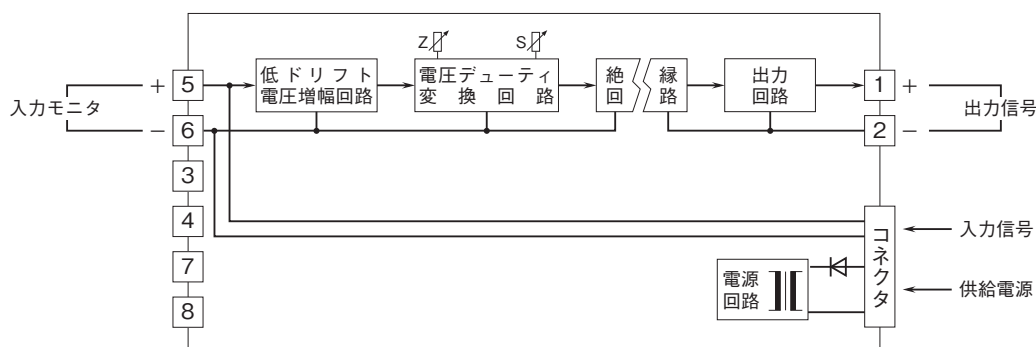 Z
S
+ 5
低ドリフト
電圧増幅回路
電圧デューティ
変換回路
絶縁
回路
出力
回路
1 +
入力モニタ
出力信号
− 6
2 −
3
4
コネクタ
入力信号
7
電源
回路
供給電源
8